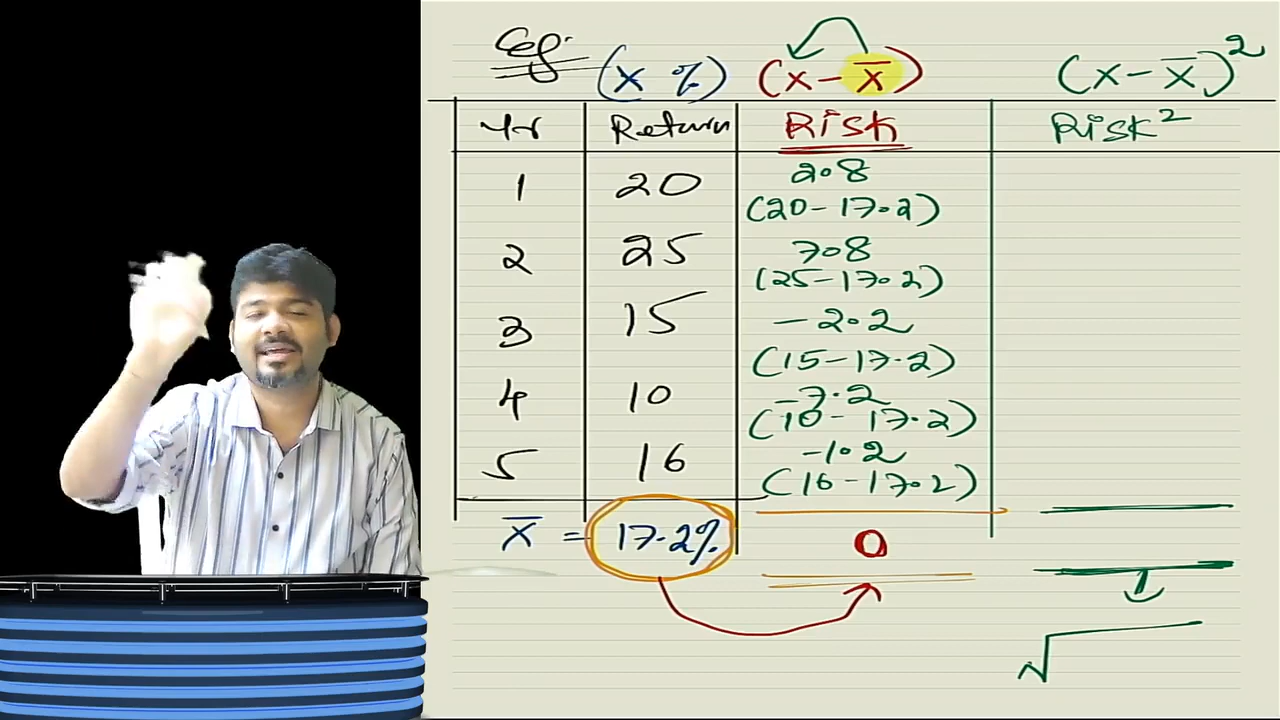 Eg:
(x %) (x - x̄) (x - x̄)²
Yr Return Risk Risk²
1 20 2.8
(20 - 17.2)
2 25 7.8
(25 - 17.2)
3 15 - 2.2
(15 - 17.2)
4 10 -7.2
(10 - 17.2)
5 16 -1.2
(16 - 17.2)
x̄ = 17.2% 0
√